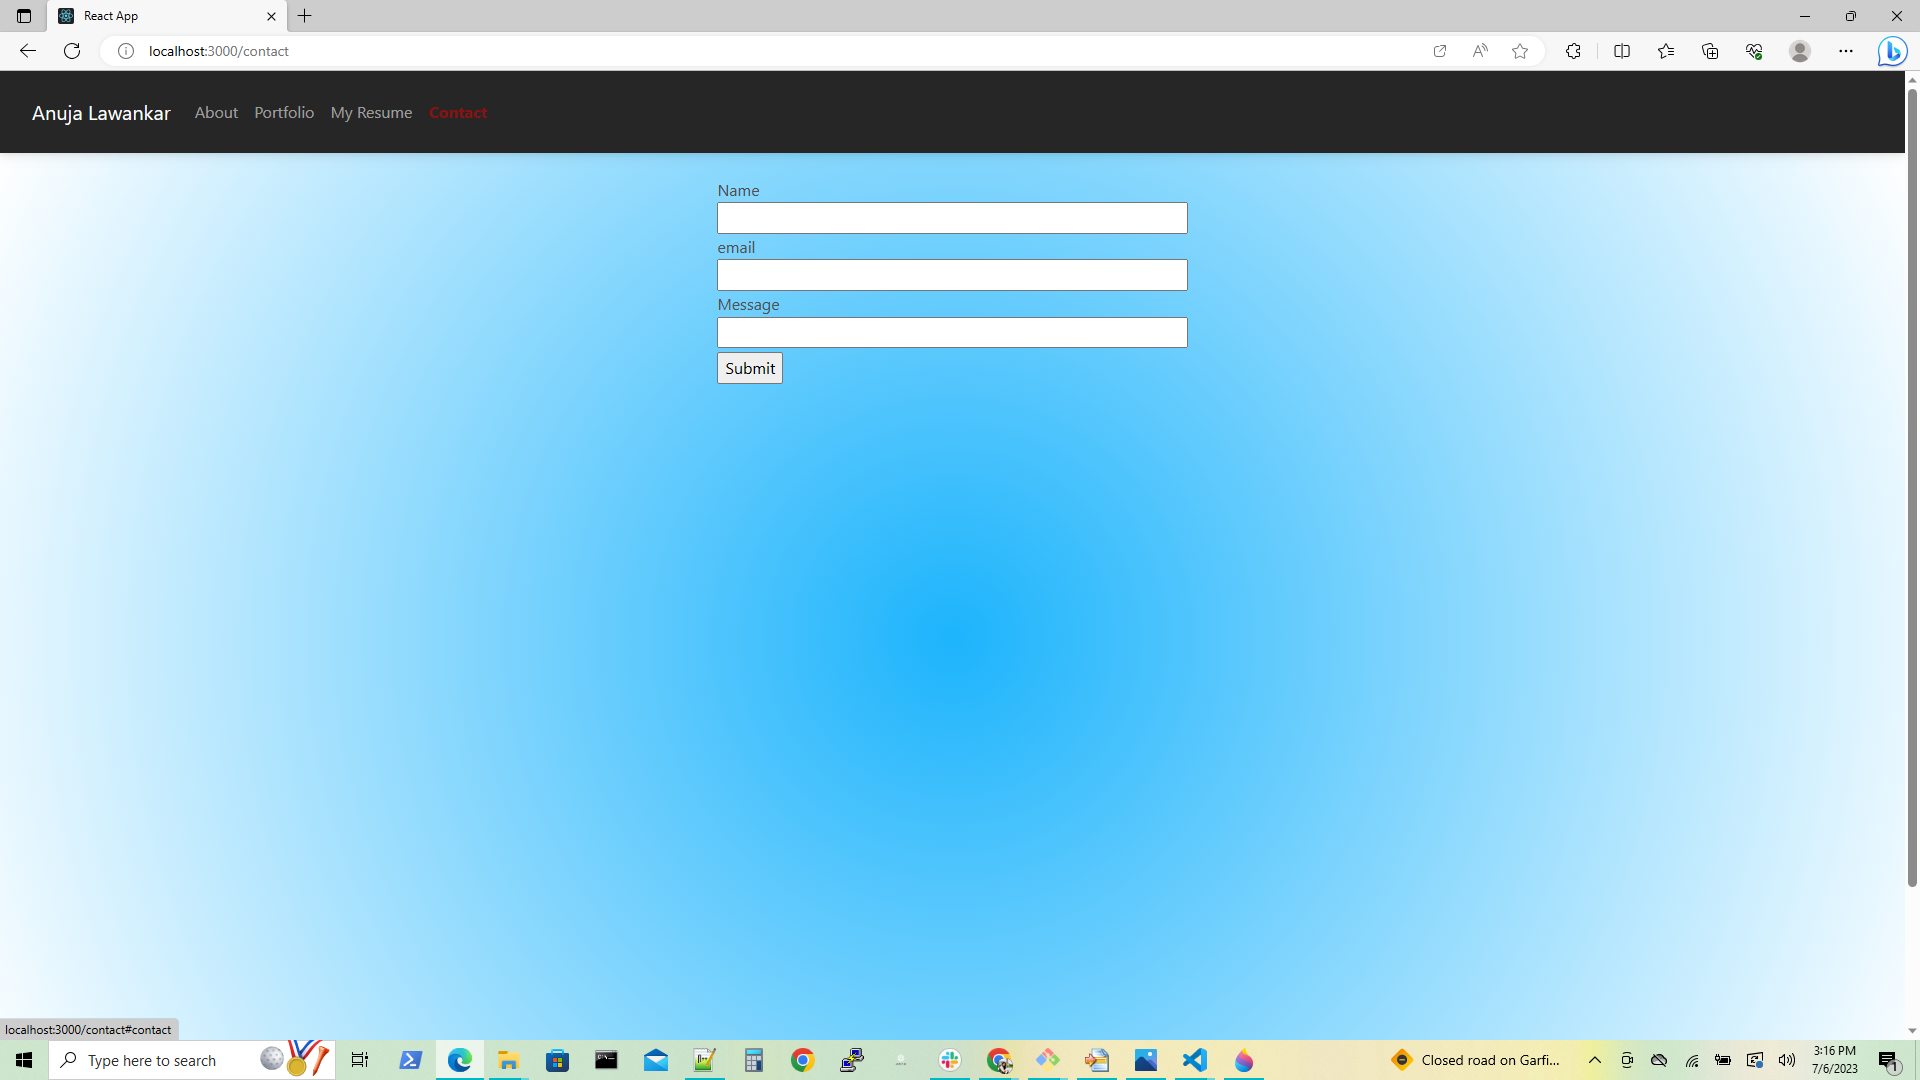 React App
localhost:3000/contact
Anuja Lawankar About Portfolio My Resume Contact
Name
email
Message
Submit
localhost:3000/contact#contact
Type here to search
Closed road on Garfi...
3:16 PM
7/6/2023
1